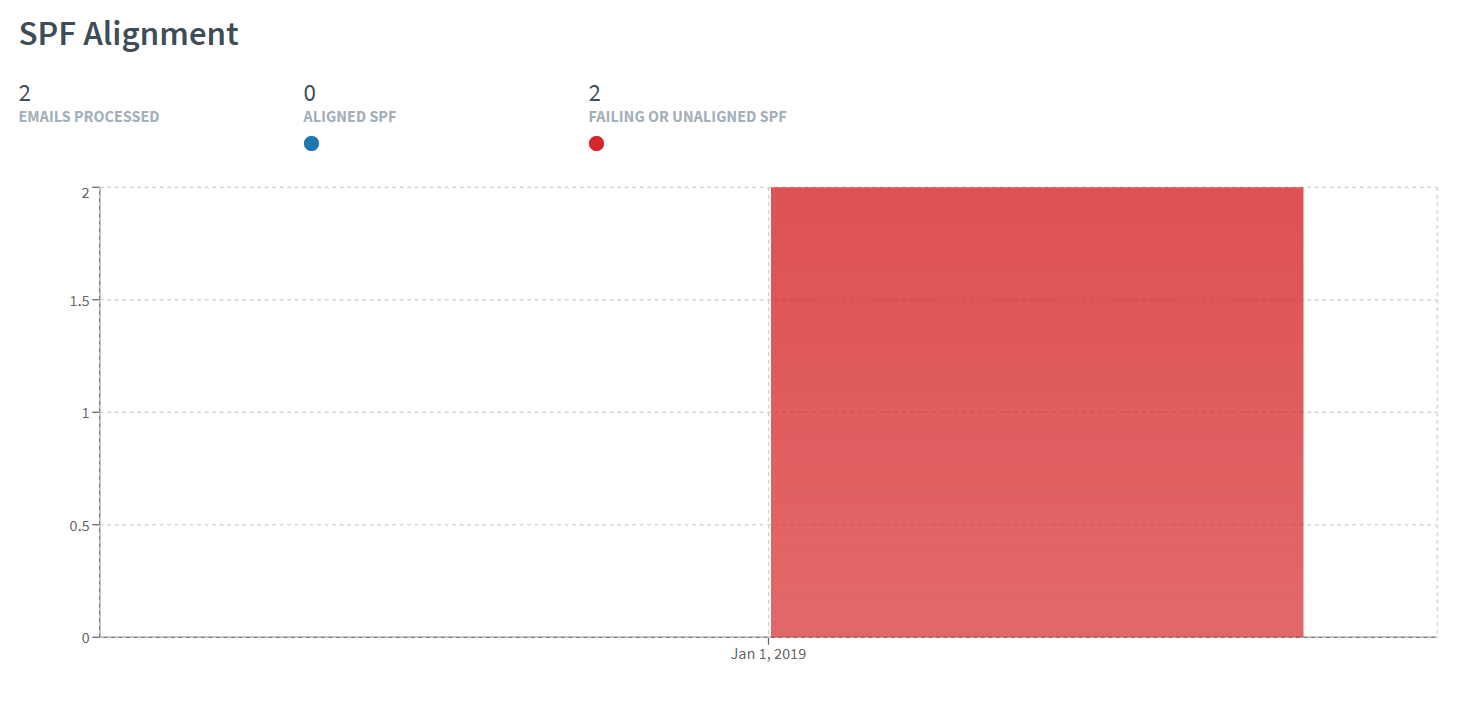 SPF Alignment
2 0 2
EMAILS PROCESSED ALIGNED SPF FAILING OR UNALIGNED SPF
2
1.5
1
0.5
0
Jan 1, 2019